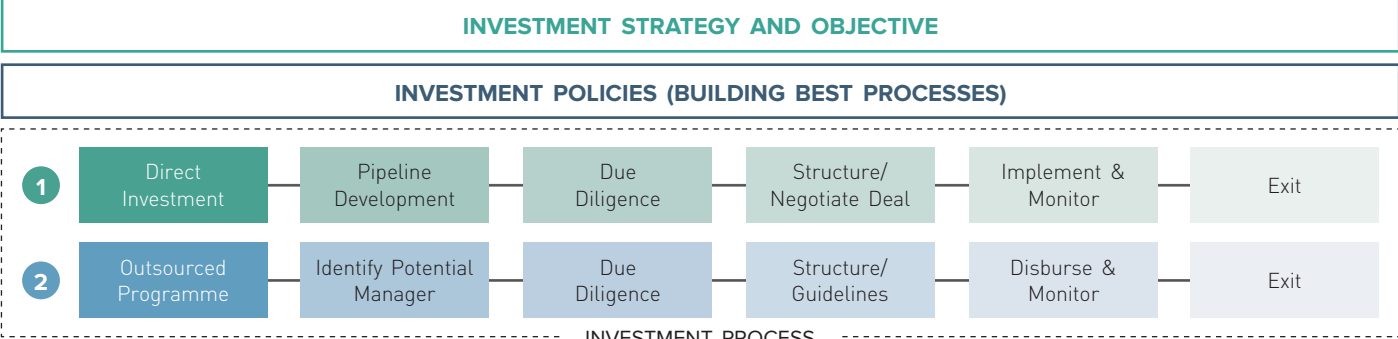 INVESTMENT STRATEGY AND OBJECTIVE
INVESTMENT POLICIES (BUILDING BEST PROCESSES)
1
Direct
Investment
Pipeline
Development
Due
Diligence
Structure/
Negotiate Deal
Implement &
Monitor
Exit
2
Outsourced
Programme
Identify Potential
Manager
Due
Diligence
Structure/
Guidelines
Disburse &
Monitor
Exit
INVESTMENT PROCESS